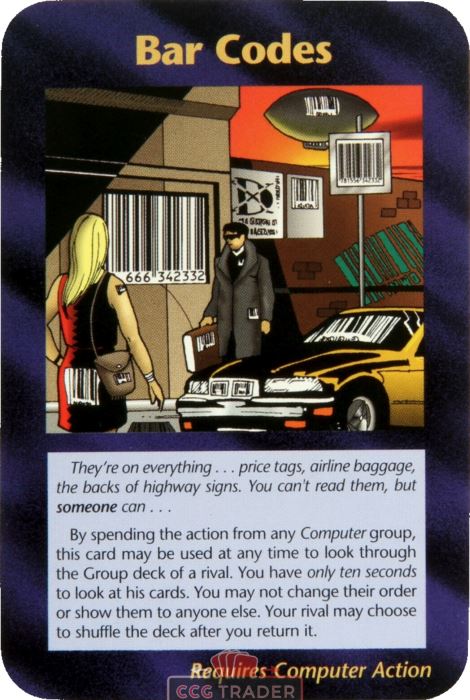 Bar Codes
666 342332
They're on everything . . . price tags, airline baggage,
the backs of highway signs. You can't read them, but
someone can . . .
By spending the action from any Computer group,
this card may be used at any time to look through
the Group deck of a rival. You have only ten seconds
to look at his cards. You may not change their order
or show them to anyone else. Your rival may choose
to shuffle the deck after you return it.
Requires Computer Action
CCG TRADER